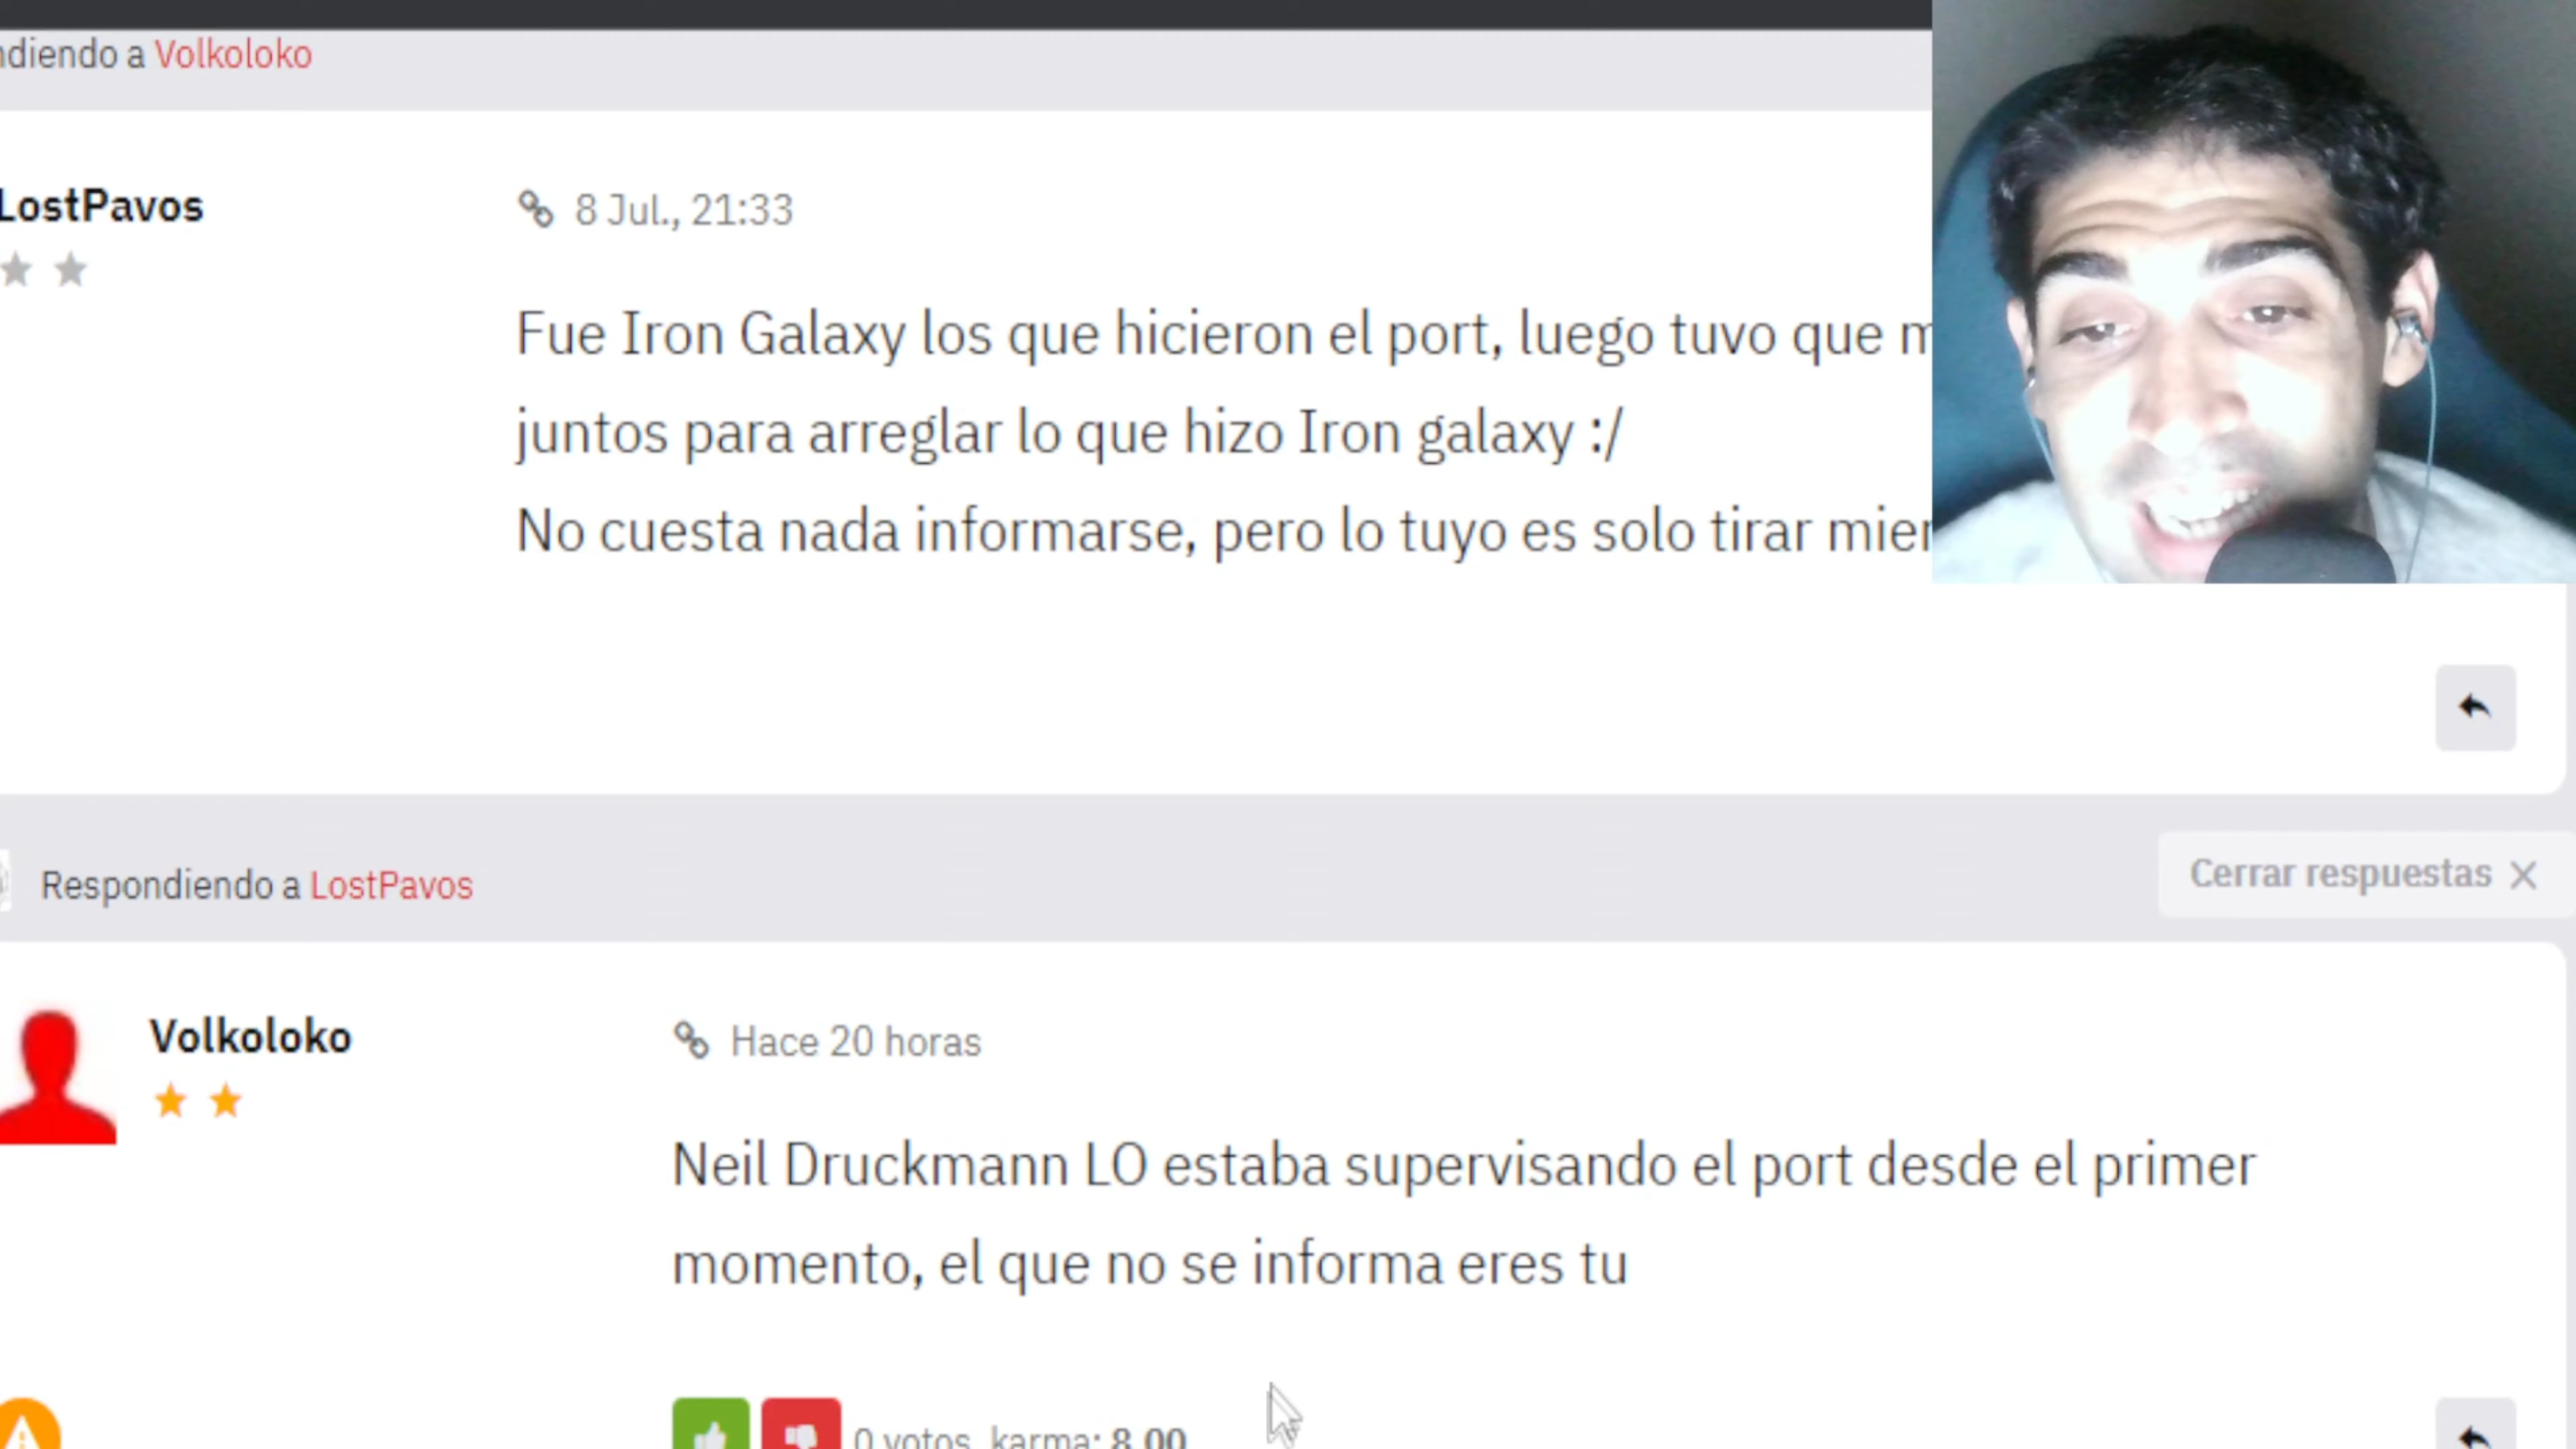 ndiendo a Volkoloko
LostPavos
8 Jul., 21:33
Fue Iron Galaxy los que hicieron el port, luego tuvo que
juntos para arreglar lo que hizo Iron galaxy :/
No cuesta nada informarse, pero lo tuyo es solo tirar
Respondiendo a LostPavos
Cerrar respuestas
Volkoloko
Hace 20 horas
Neil Druckmann LO estaba supervisando el port desde el primer
momento, el que no se informa eres tu
0 votos karma: 8,00